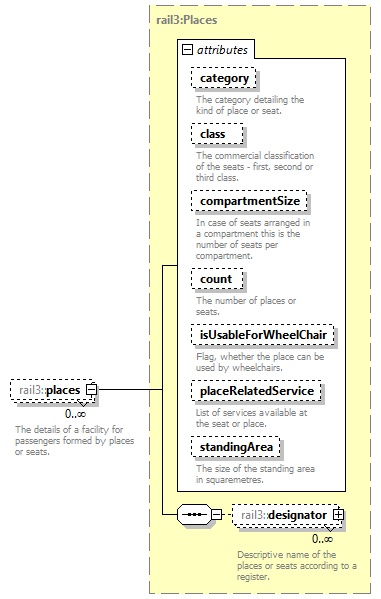 rail3:Places
attributes
category
The category detailing the
kind of place or seat.
class
The commercial classification
of the seats - first, second or
third class.
compartmentSize
In case of seats arranged in
a compartment this is the
number of seats per
compartment.
count
The number of places or
seats.
isUsableForWheelChair
Flag, whether the place can be
used by wheelchairs.
rail3::places
0..∞
The details of a facility for
passengers formed by places
or seats.
placeRelatedService
List of services available at
the seat or place.
standingArea
The size of the standing area
in squaremetres.
rail3::designator
0..∞
Descriptive name of the
places or seats according to a
register.